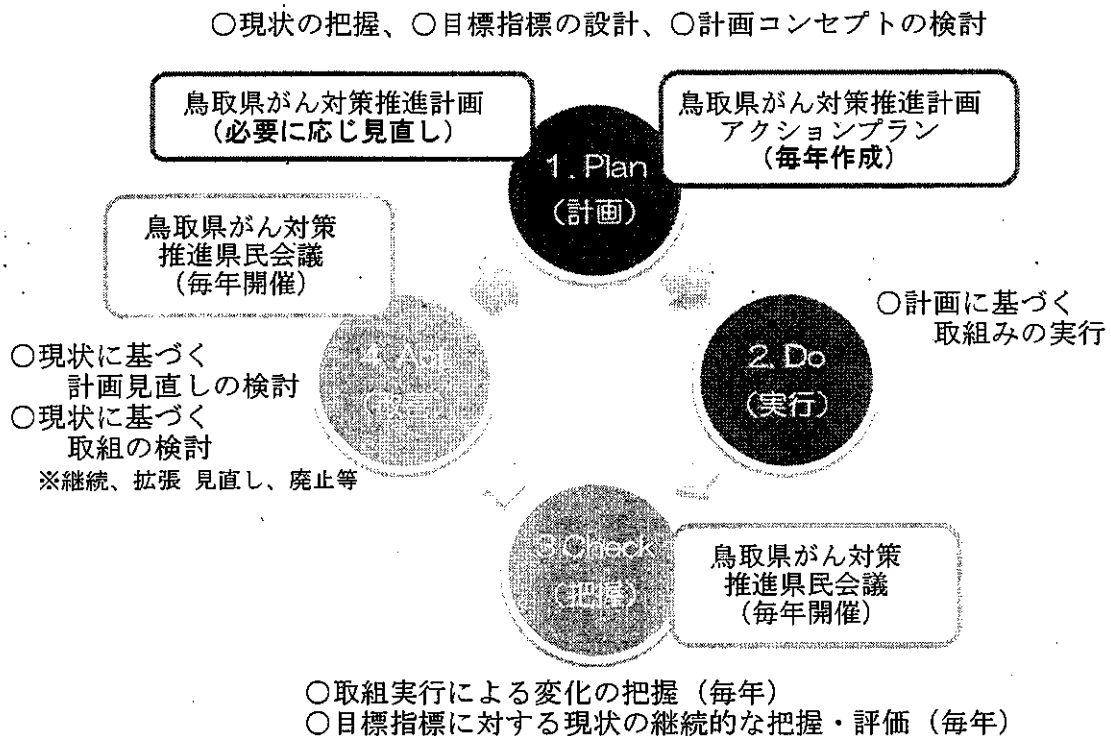 ○現状の把握、○目標指標の設計、○計画コンセプトの検討
鳥取県がん対策推進計画
(必要に応じ見直し)
鳥取県がん対策推進計画
アクションプラン
(毎年作成)
1. Plan
(計画)
鳥取県がん対策
推進県民会議
(毎年開催)
○計画に基づく
取組みの実行
2. Do
(実行)
4. Act
○現状に基づく
計画見直しの検討
○現状に基づく
取組の検討
※継続、拡張 見直し、廃止等
3.Check
(把握)
鳥取県がん対策
推進県民会議
(毎年開催)
○取組実行による変化の把握(毎年)
○目標指標に対する現状の継続的な把握・評価(毎年)